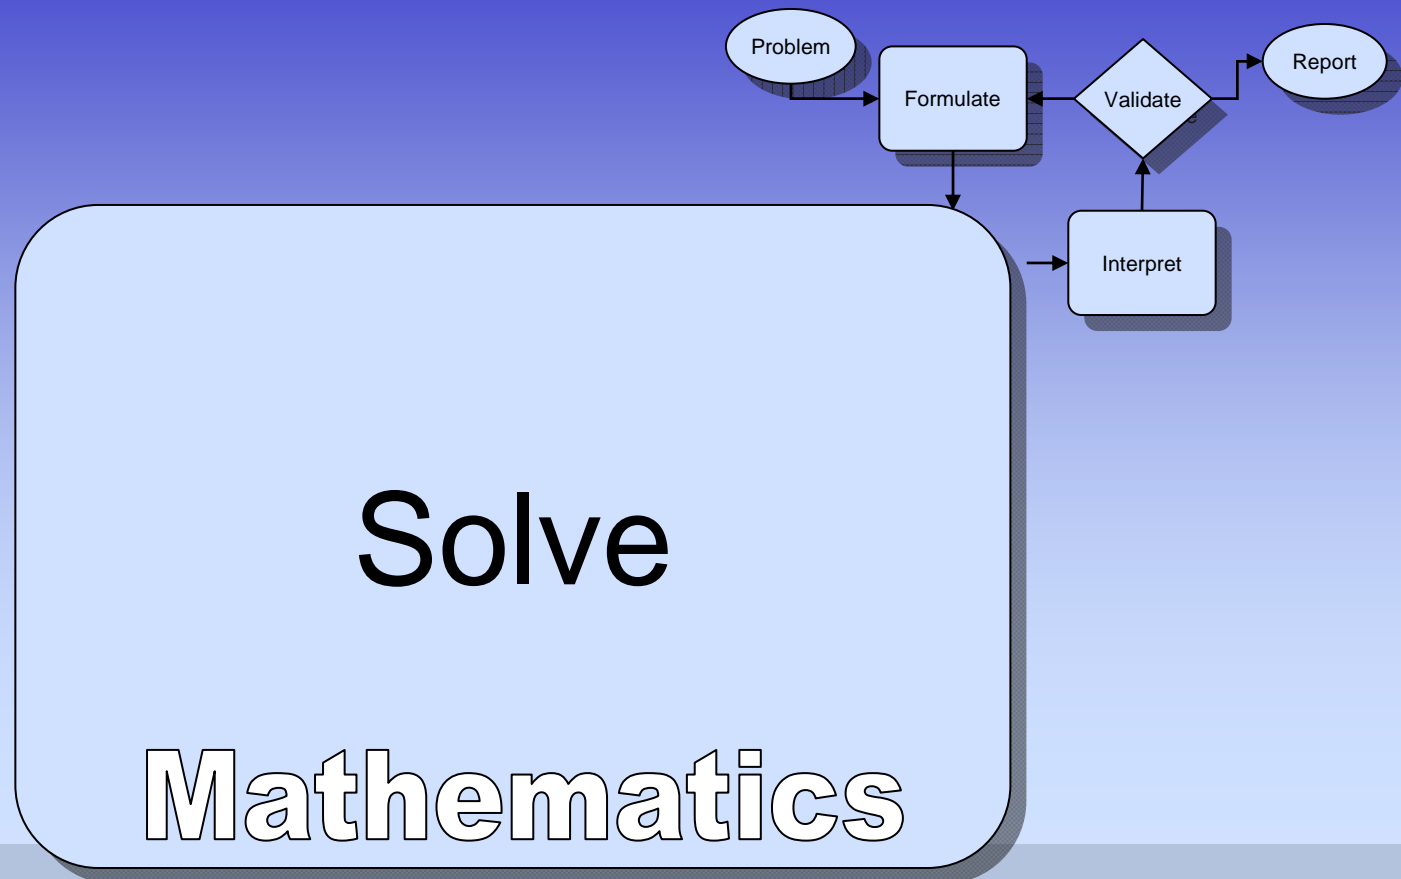 Problem
Formulate
Validate
Report
Interpret
Solve
Mathematics